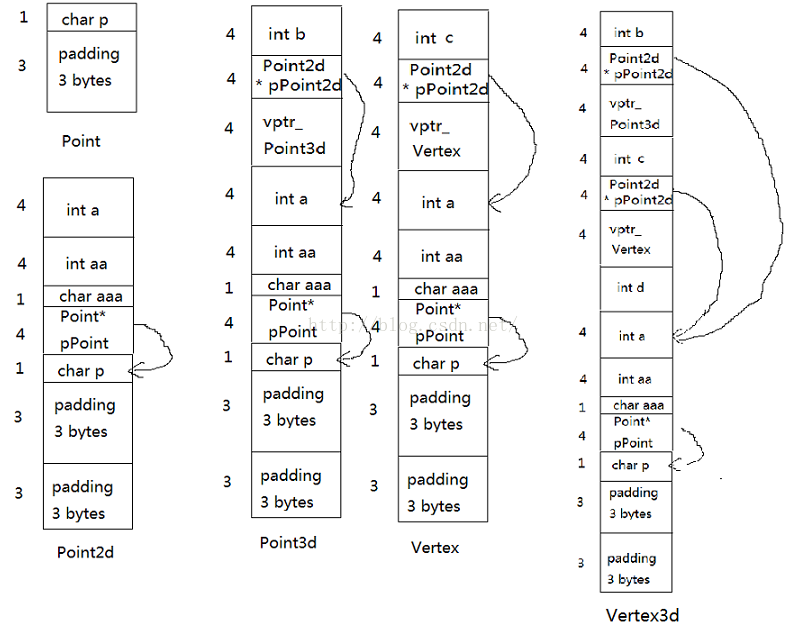 1
char p
3
padding
3 bytes
Point
4
int a
4
int aa
1
char aaa
4
Point*
pPoint
1
char p
3
padding
3 bytes
3
padding
3 bytes
Point2d
4
int b
4
Point2d
* pPoint2d
4
vptr_
Point3d
4
int a
4
int aa
1
char aaa
4
Point*
pPoint
1
char p
3
padding
3 bytes
3
padding
3 bytes
Point3d
4
int c
4
Point2d
* pPoint2d
4
vptr_
Vertex
4
int a
4
int aa
1
char aaa
4
Point*
pPoint
1
char p
3
padding
3 bytes
3
padding
3 bytes
Vertex
4
int b
4
Point2d
* pPoint2d
4
vptr_
Point3d
4
int c
4
Point2d
* pPoint2d
4
vptr_
Vertex
int d
4
int a
4
int aa
1
char aaa
4
Point*
pPoint
1
char p
3
padding
3 bytes
3
padding
3 bytes
Vertex3d
http://blog.csdn.net/